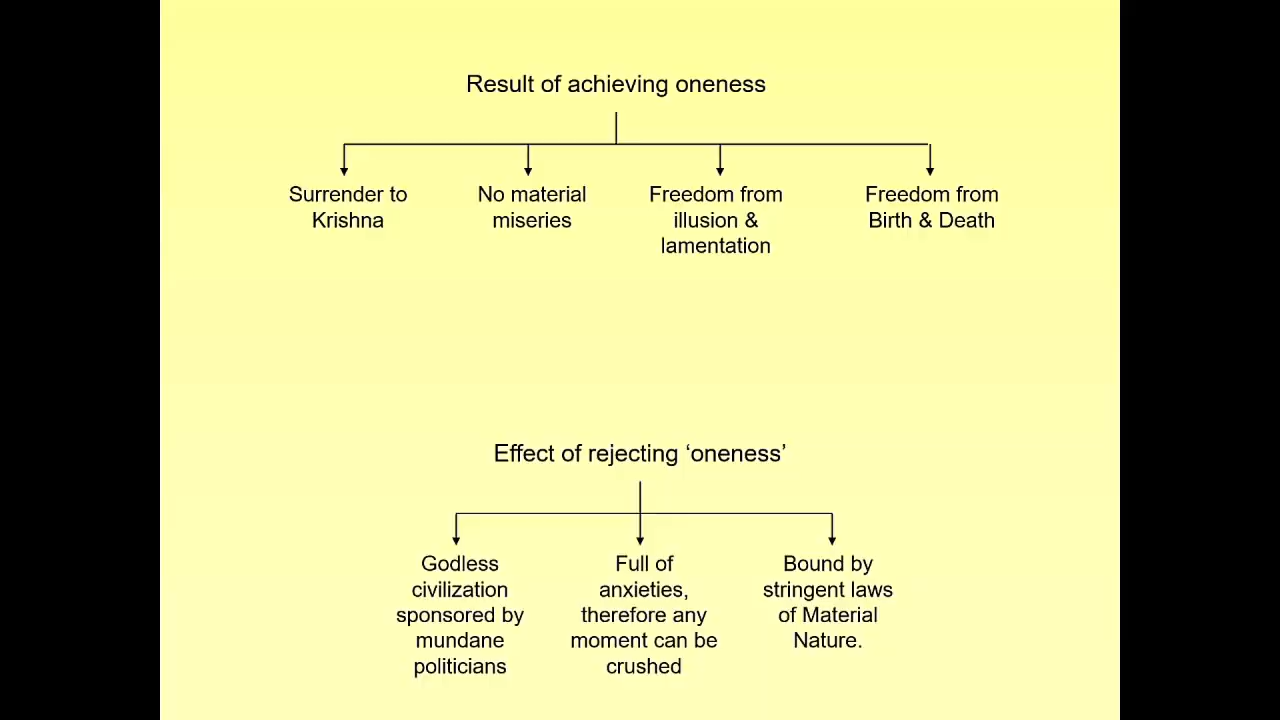 Result of achieving oneness
Surrender to
Krishna
No material
miseries
Freedom from
illusion &
lamentation
Freedom from
Birth & Death
Effect of rejecting ‘oneness’
Godless
civilization
sponsored by
mundane
politicians
Full of
anxieties,
therefore any
moment can be
crushed
Bound by
stringent laws
of Material
Nature.